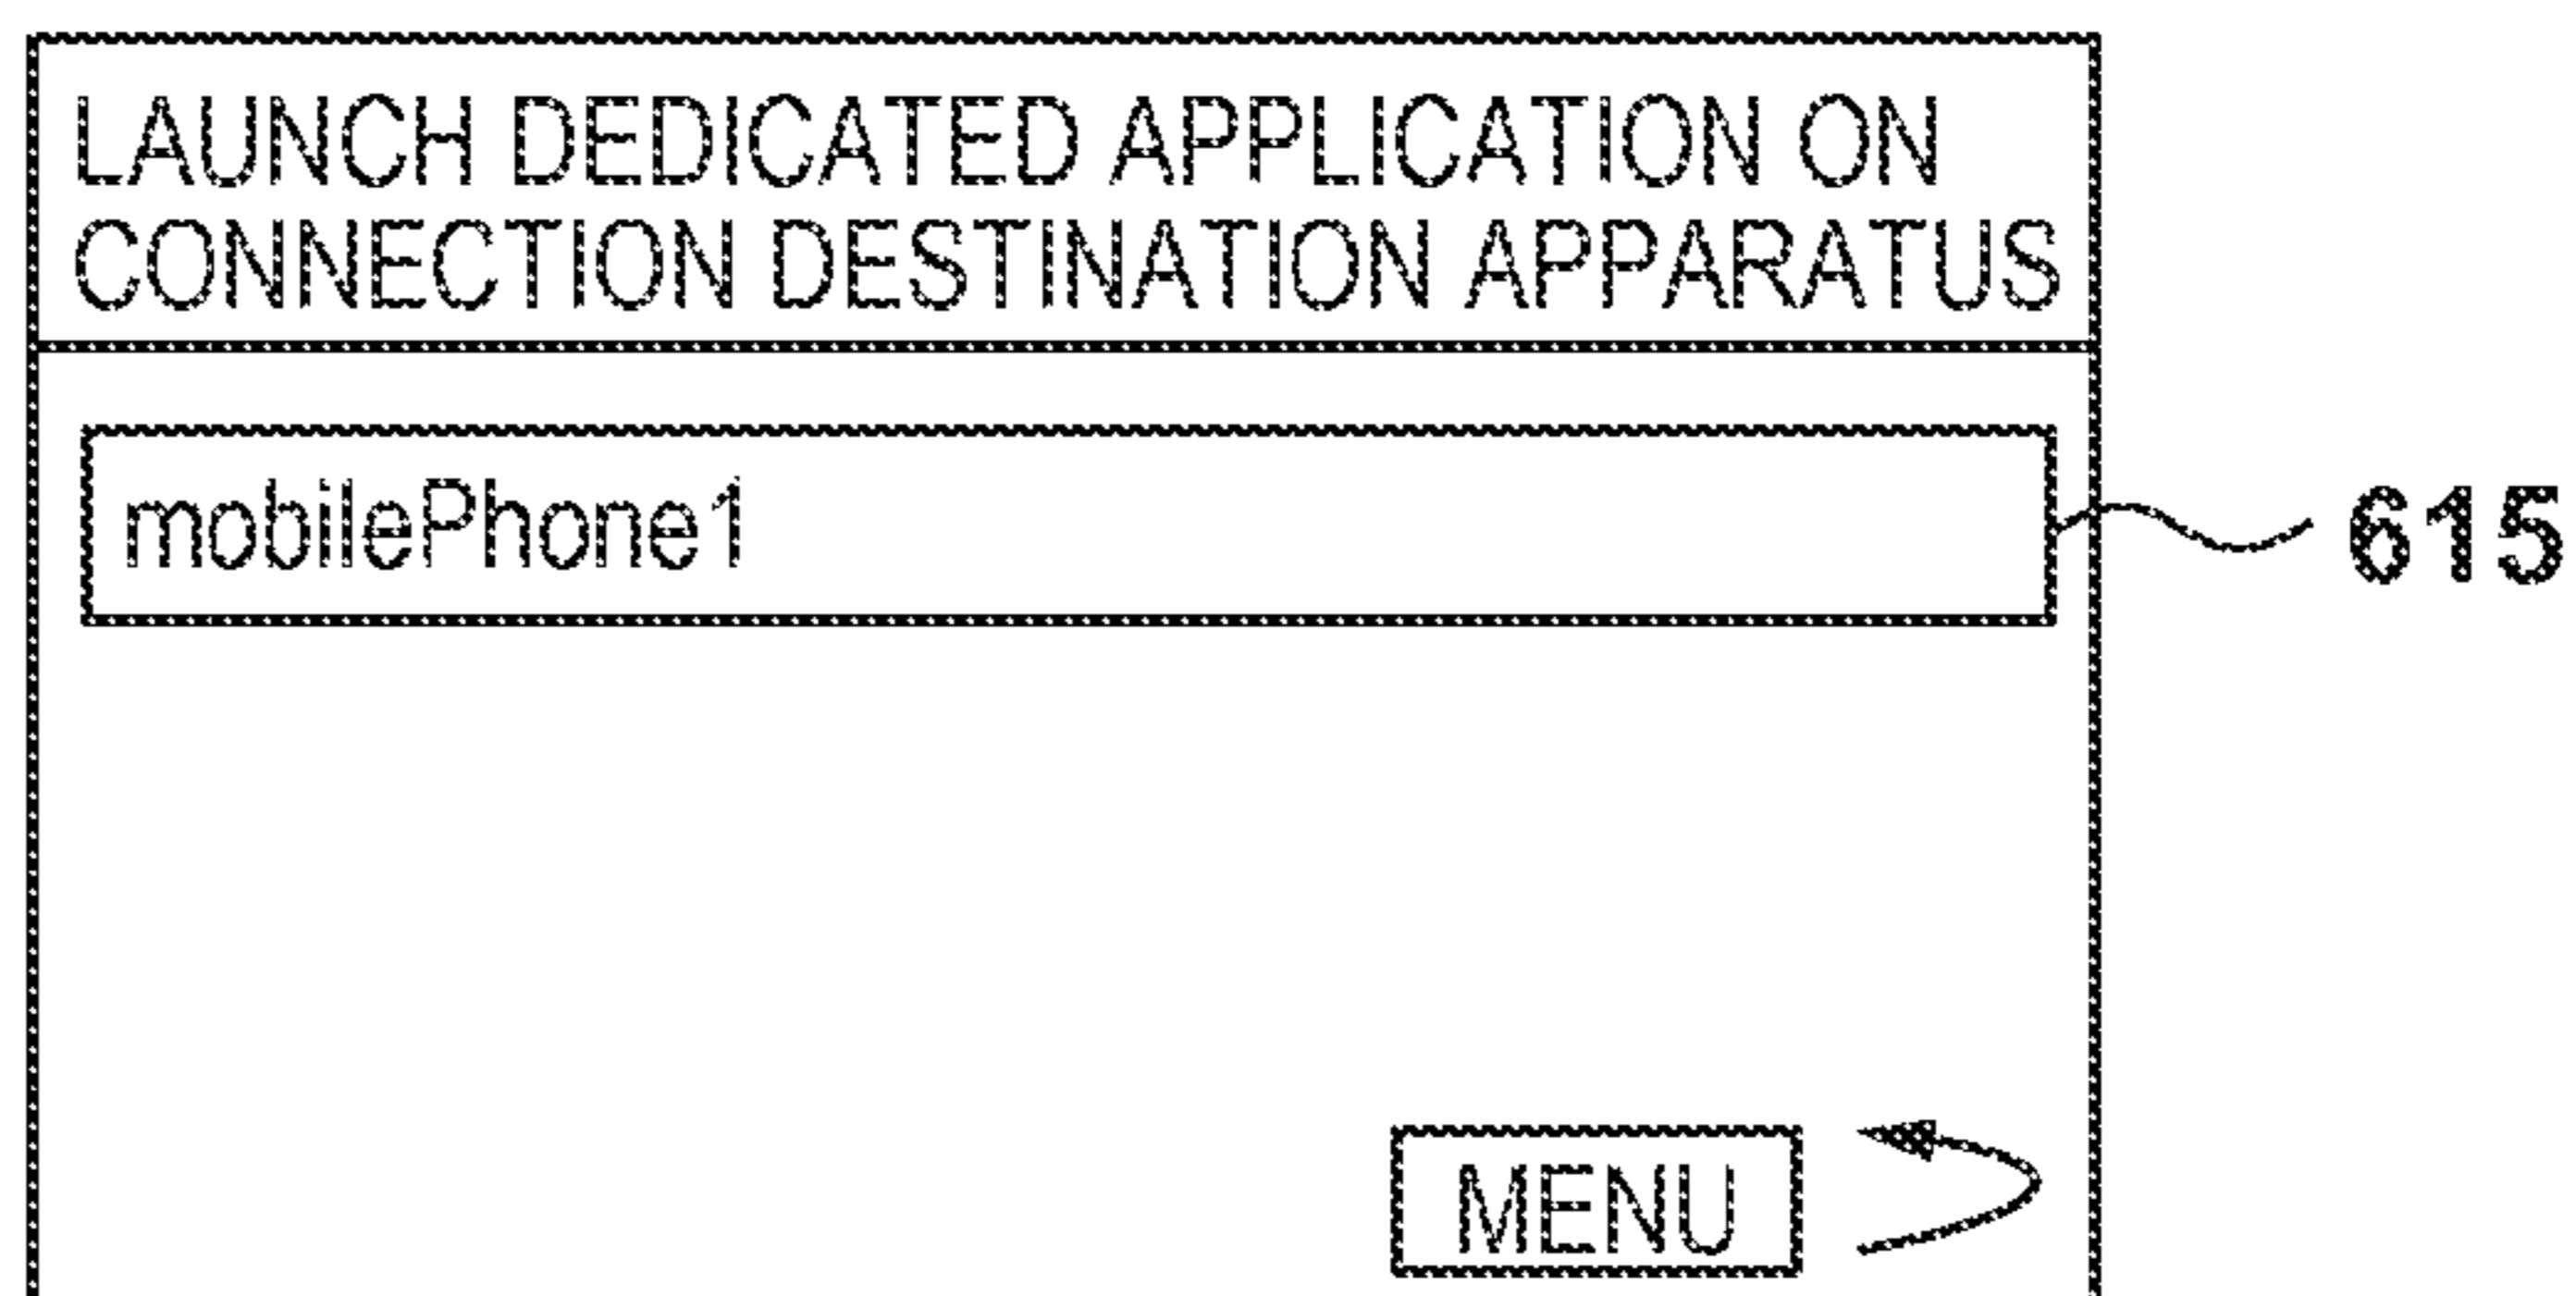 LAUNCH DEDICATED APPLICATION ON
CONNECTION DESTINATION APPARATUS
mobilePhone1
615
MENU